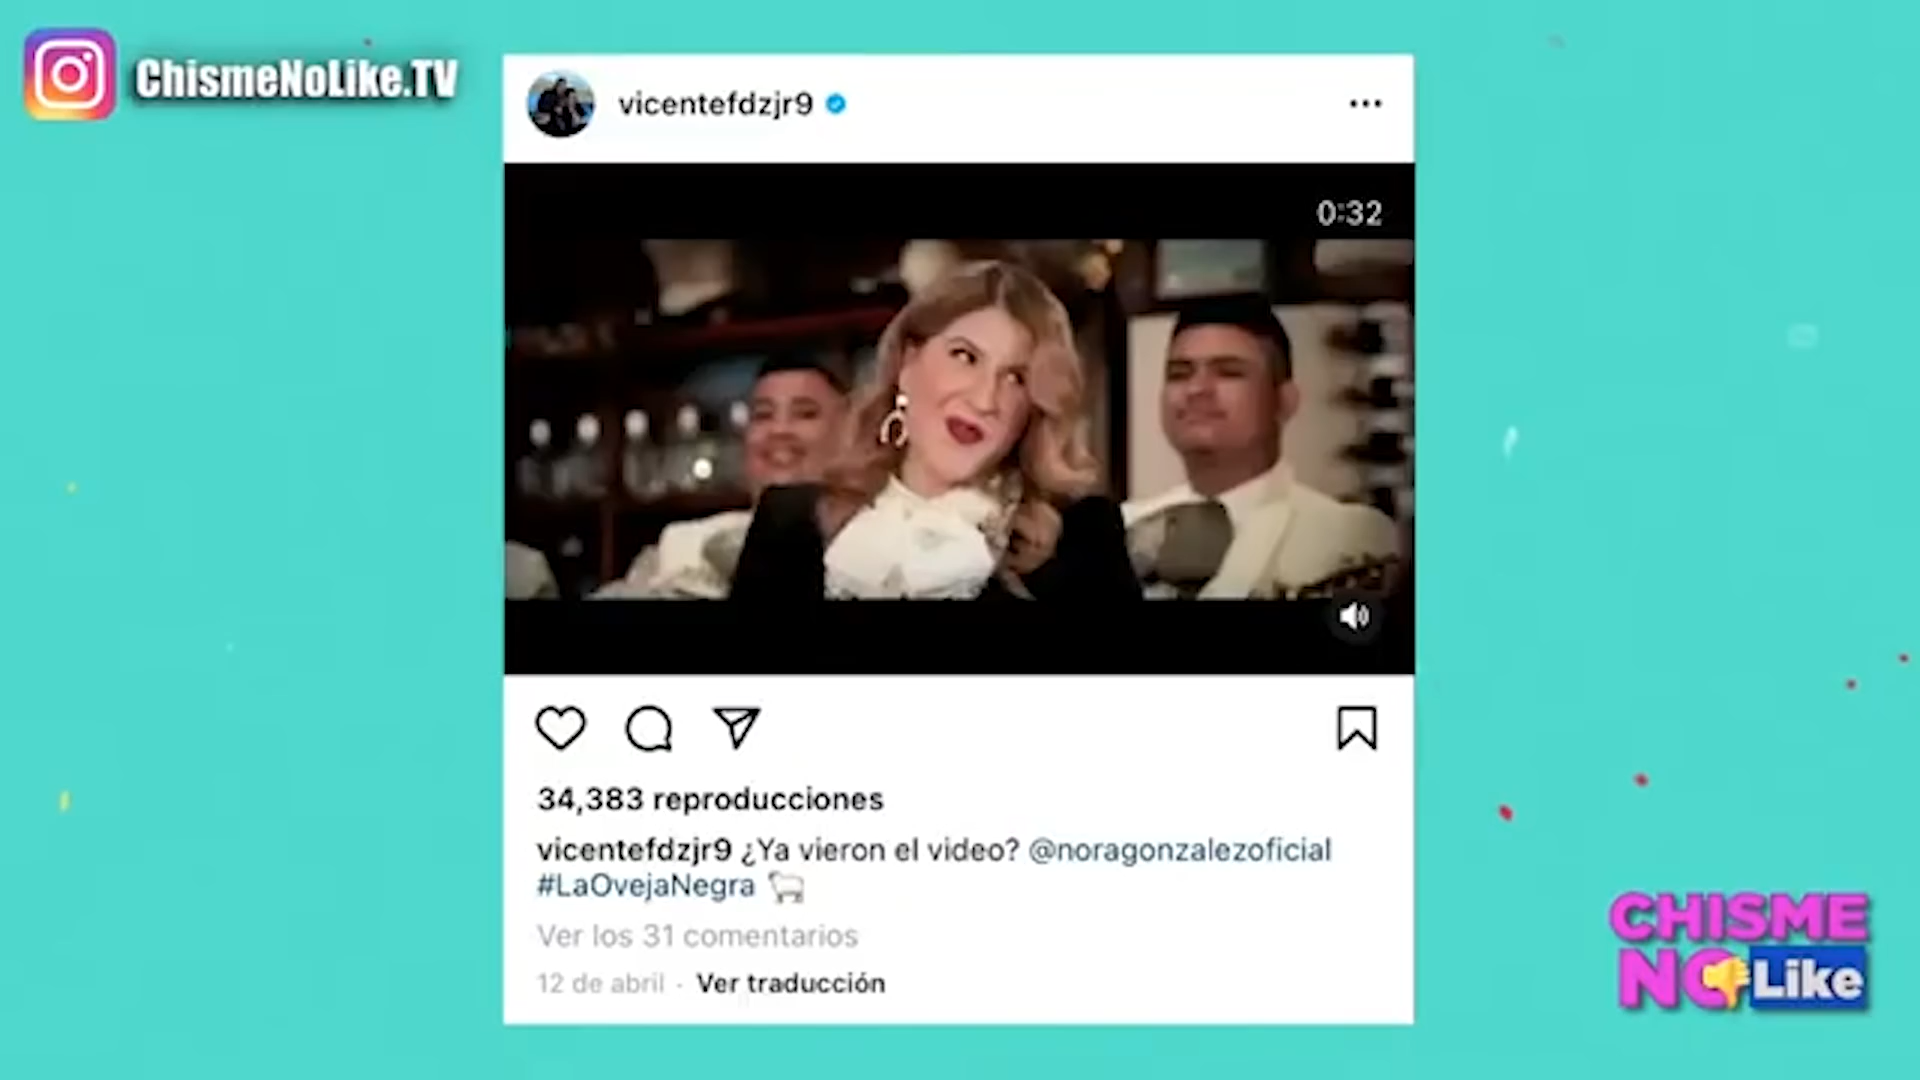 ChismeNoLike.TV
vicentefdzjr9
0:32
34,383 reproducciones
vicentefdzjr9 ¿Ya vieron el video? @noragonzalezoficial
#LaOvejaNegra 🐑
Ver los 31 comentarios
12 de abril · Ver traducción
CHISME
NO Like